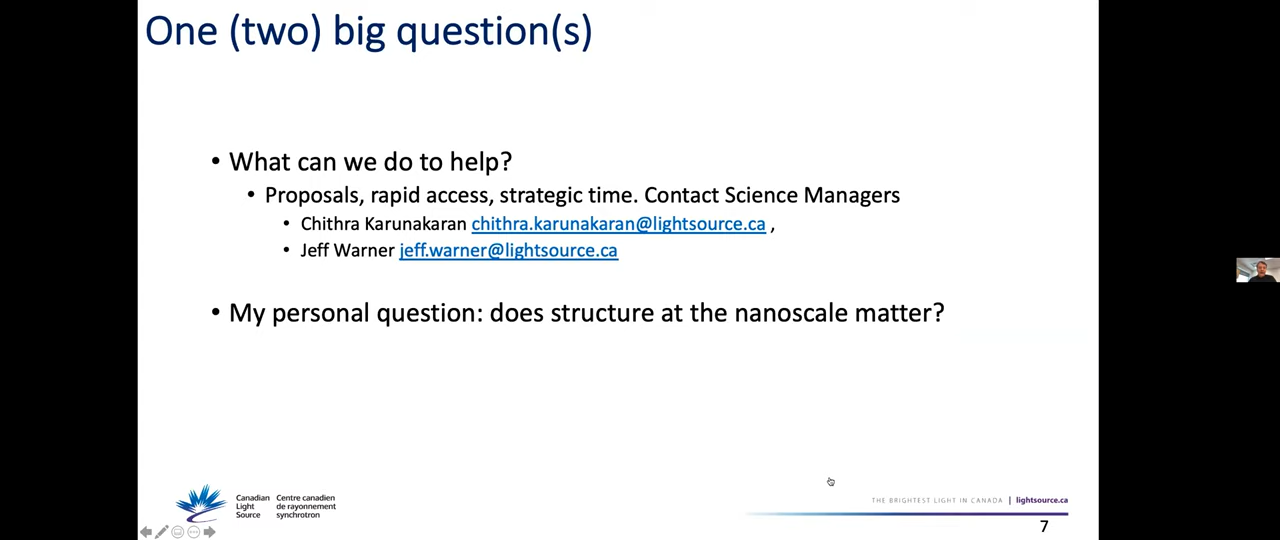 One (two) big question(s)
• What can we do to help?
• Proposals, rapid access, strategic time. Contact Science Managers
• Chithra Karunakaran chithra.karunakaran@lightsource.ca ,
• Jeff Warner jeff.warner@lightsource.ca
• My personal question: does structure at the nanoscale matter?
Canadian Light Source
Centre canadien de rayonnement synchrotron
THE BRIGHTEST LIGHT IN CANADA | lightsource.ca
7